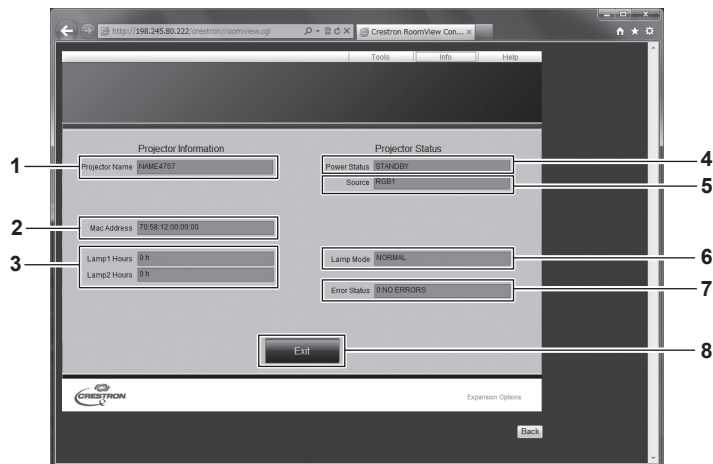 http://198.245.80.222/crestron/roomview.cgi
Crestron RoomView Con...
Tools Info Help
Projector Information
Projector Status
1 Projector Name NAME4767
Power Status STANDBY 4
Source RGB1 5
2 Mac Address 70:58:12:00:00:00
3 Lamp1 Hours 0 h
Lamp2 Hours 0 h
Lamp Mode NORMAL 6
Error Status 0:NO ERRORS 7
Exit 8
CRESTRON
Expansion Options
Back